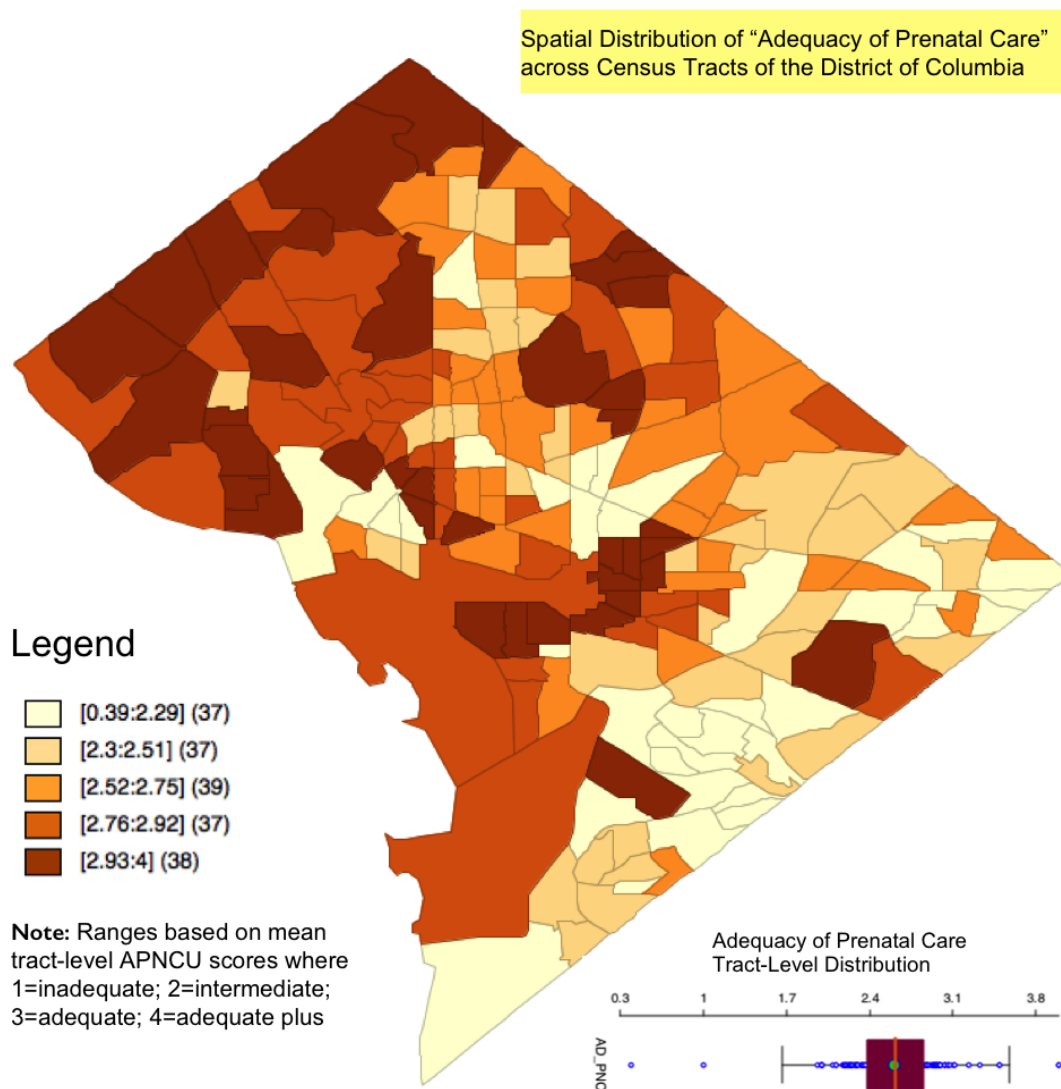 Spatial Distribution of “Adequacy of Prenatal Care”
across Census Tracts of the District of Columbia
Legend
[0.39:2.29] (37)
[2.3:2.51] (37)
[2.52:2.75] (39)
[2.76:2.92] (37)
[2.93:4] (38)
Note: Ranges based on mean
tract-level APNCU scores where
1=inadequate; 2=intermediate;
3=adequate; 4=adequate plus
Adequacy of Prenatal Care
Tract-Level Distribution
0.3 1 1.7 2.4 3.1 3.8
AD_PNC